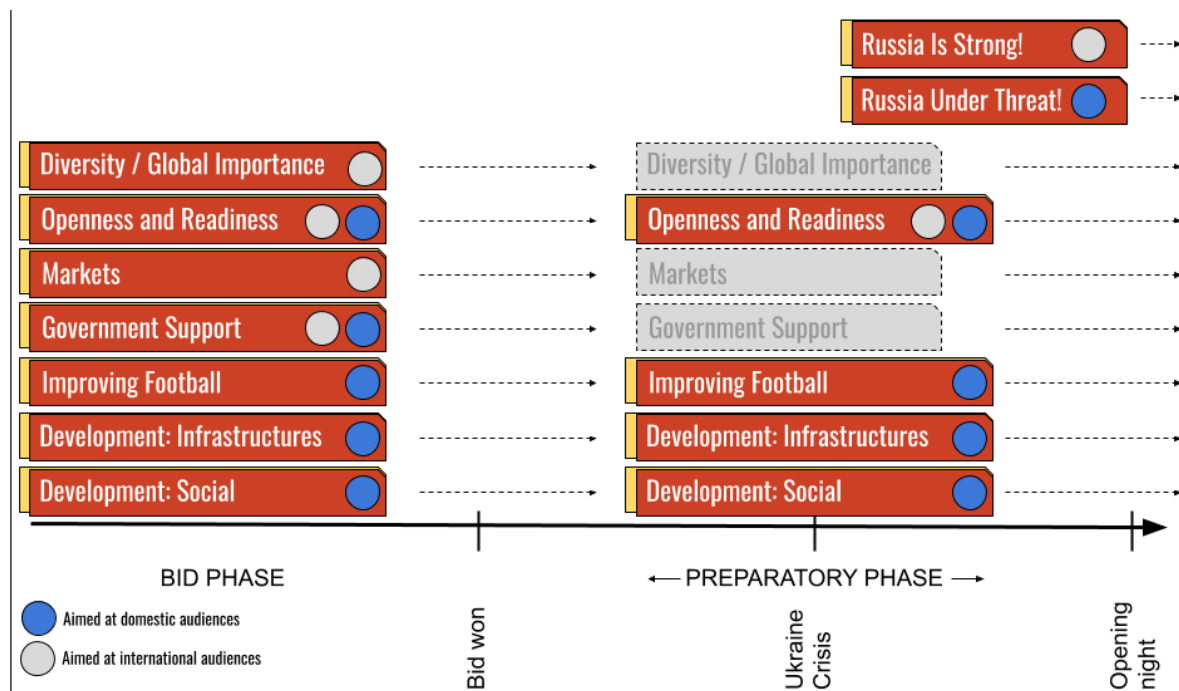 Russia Is Strong!
Russia Under Threat!
Diversity / Global Importance
Diversity / Global Importance
Openness and Readiness
Openness and Readiness
Markets
Markets
Government Support
Government Support
Improving Football
Improving Football
Development: Infrastructures
Development: Infrastructures
Development: Social
Development: Social
BID PHASE
PREPARATORY PHASE
Aimed at domestic audiences
Aimed at international audiences
Bid won
Ukraine
Crisis
Opening
night